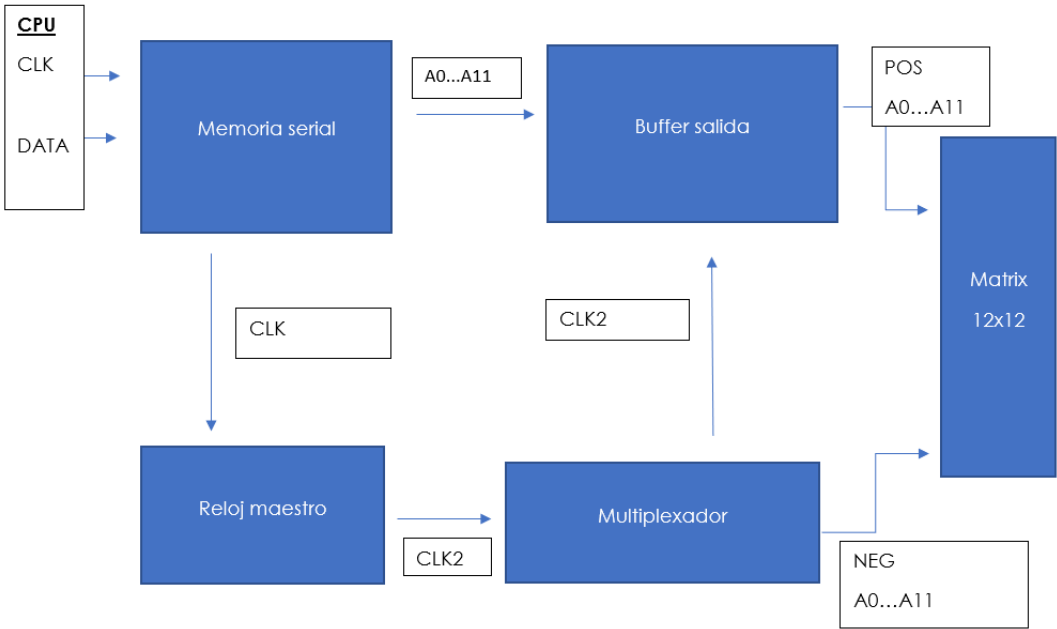 CPU
CLK
DATA
Memoria serial
A0...A11
Buffer salida
POS
A0...A11
Matrix
12x12
CLK
CLK2
Reloj maestro
CLK2
Multiplexador
NEG
A0...A11